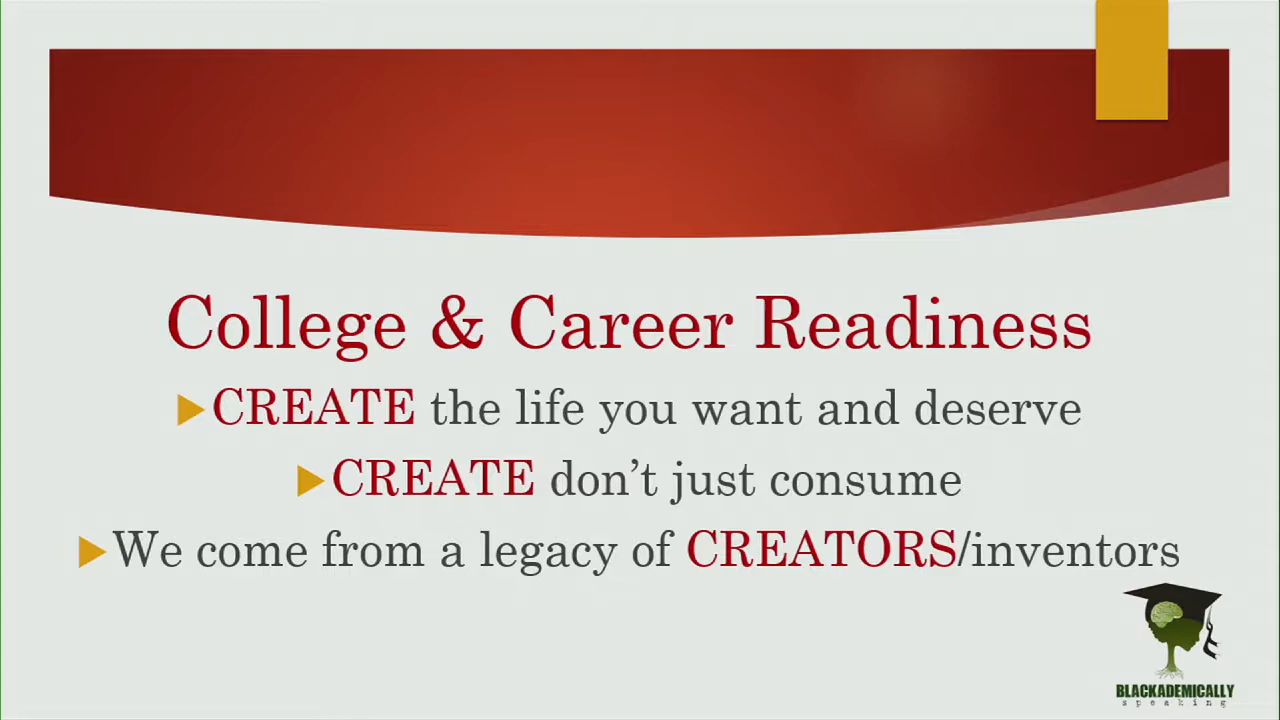 College & Career Readiness
CREATE the life you want and deserve
CREATE don’t just consume
We come from a legacy of CREATORS/inventors
BLACKADEMICALLY
speaking